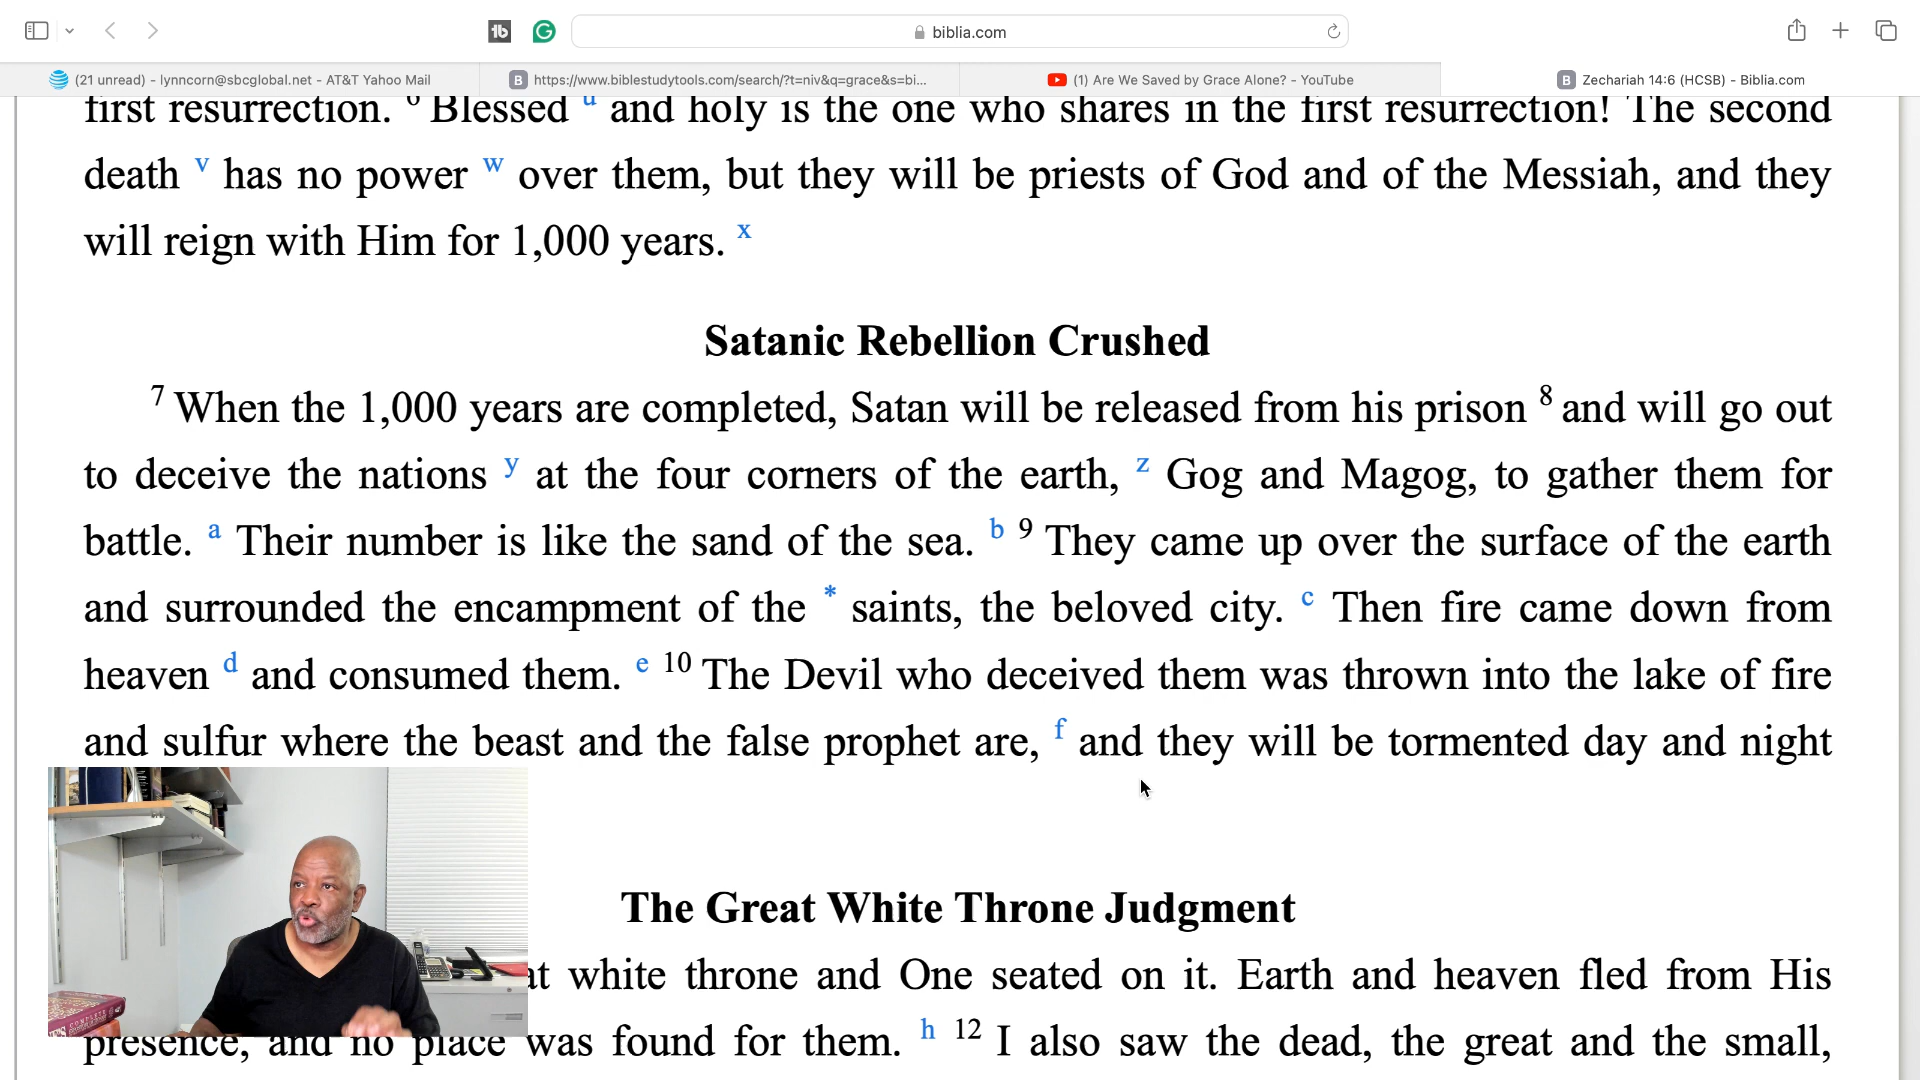 biblia.com
(21 unread) - lynncorn@sbcglobal.net - AT&T Yahoo Mail
https://www.biblestudytools.com/search/?t=niv&q=grace&s=bi...
(1) Are We Saved by Grace Alone? - YouTube
Zechariah 14:6 (HCSB) - Biblia.com
first resurrection. 6 Blessed u and holy is the one who shares in the first resurrection! The second
death v has no power w over them, but they will be priests of God and of the Messiah, and they
will reign with Him for 1,000 years. x
Satanic Rebellion Crushed
7 When the 1,000 years are completed, Satan will be released from his prison 8 and will go out
to deceive the nations y at the four corners of the earth, z Gog and Magog, to gather them for
battle. a Their number is like the sand of the sea. b 9 They came up over the surface of the earth
and surrounded the encampment of the * saints, the beloved city. c Then fire came down from
heaven d and consumed them. e 10 The Devil who deceived them was thrown into the lake of fire
and sulfur where the beast and the false prophet are, f and they will be tormented day and night
The Great White Throne Judgment
at white throne and One seated on it. Earth and heaven fled from His
presence, and no place was found for them. h 12 I also saw the dead, the great and the small,